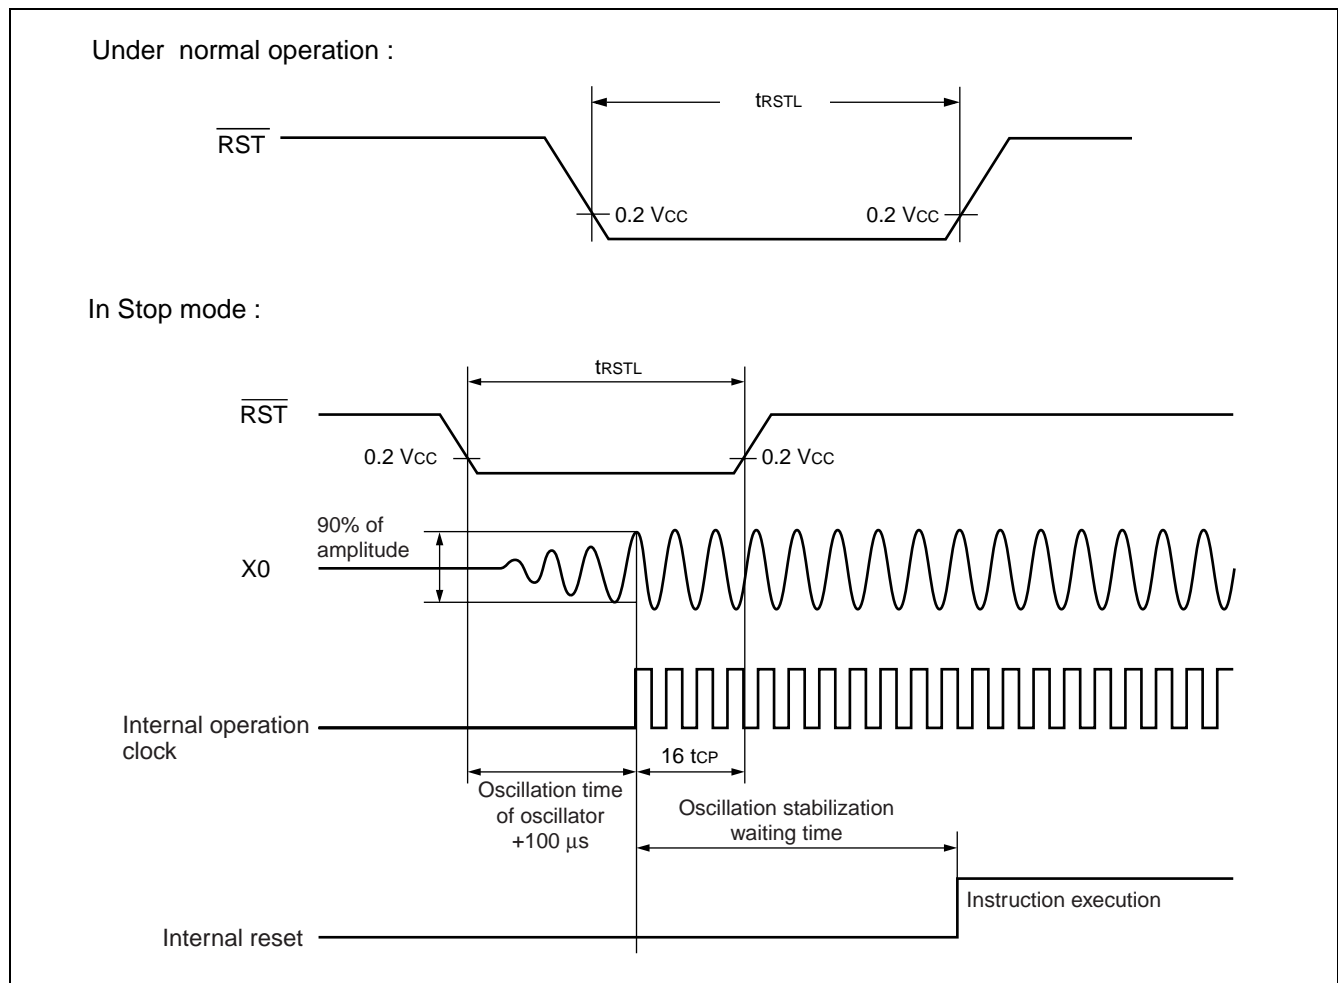 Under normal operation :
tRSTL
RST
0.2 VCC
0.2 VCC
In Stop mode :
tRSTL
RST
0.2 VCC
0.2 VCC
90% of
amplitude
X0
Internal operation
clock
16 tCP
Oscillation time
of oscillator
+100 µs
Oscillation stabilization
waiting time
Instruction execution
Internal reset